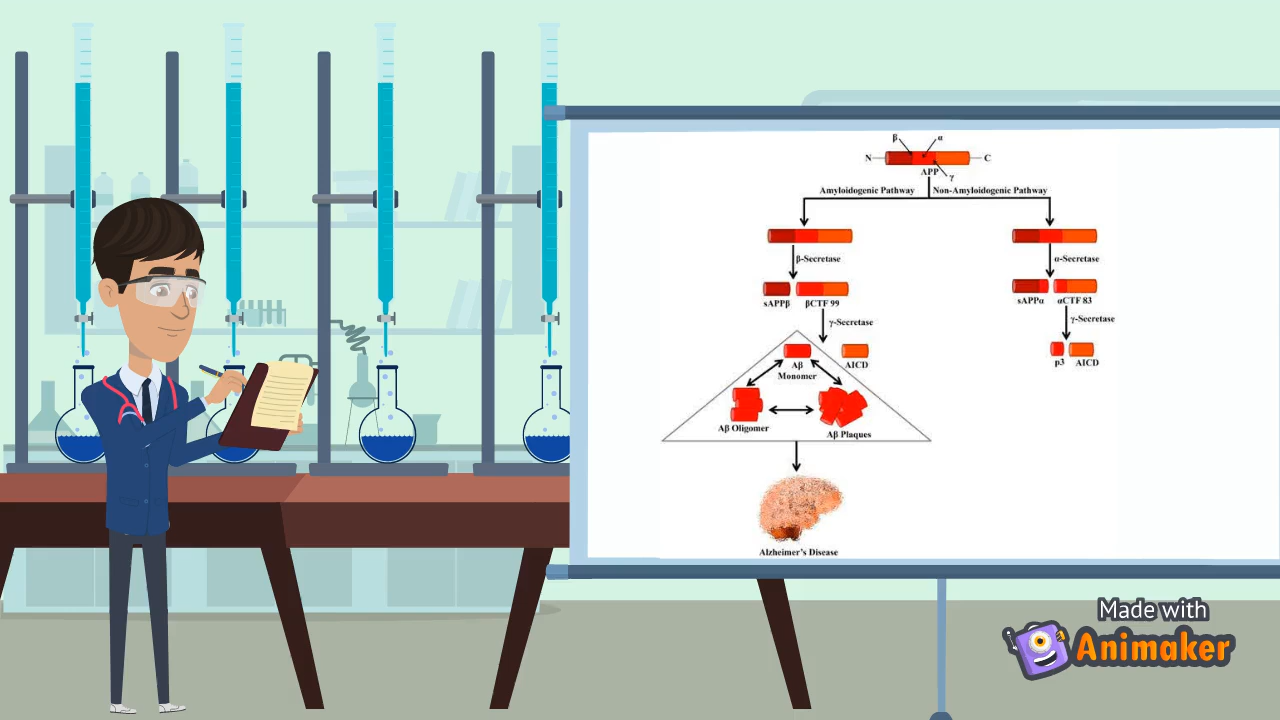 β α
N C
APP γ
Amyloidogenic Pathway Non-Amyloidogenic Pathway
β-Secretase α-Secretase
sAPPβ βCTF 99 sAPPα αCTF 83
γ-Secretase γ-Secretase
Aβ
Monomer
AICD
p3 AICD
Aβ Oligomer Aβ Plaques
Alzheimer's Disease
Made with
Animaker